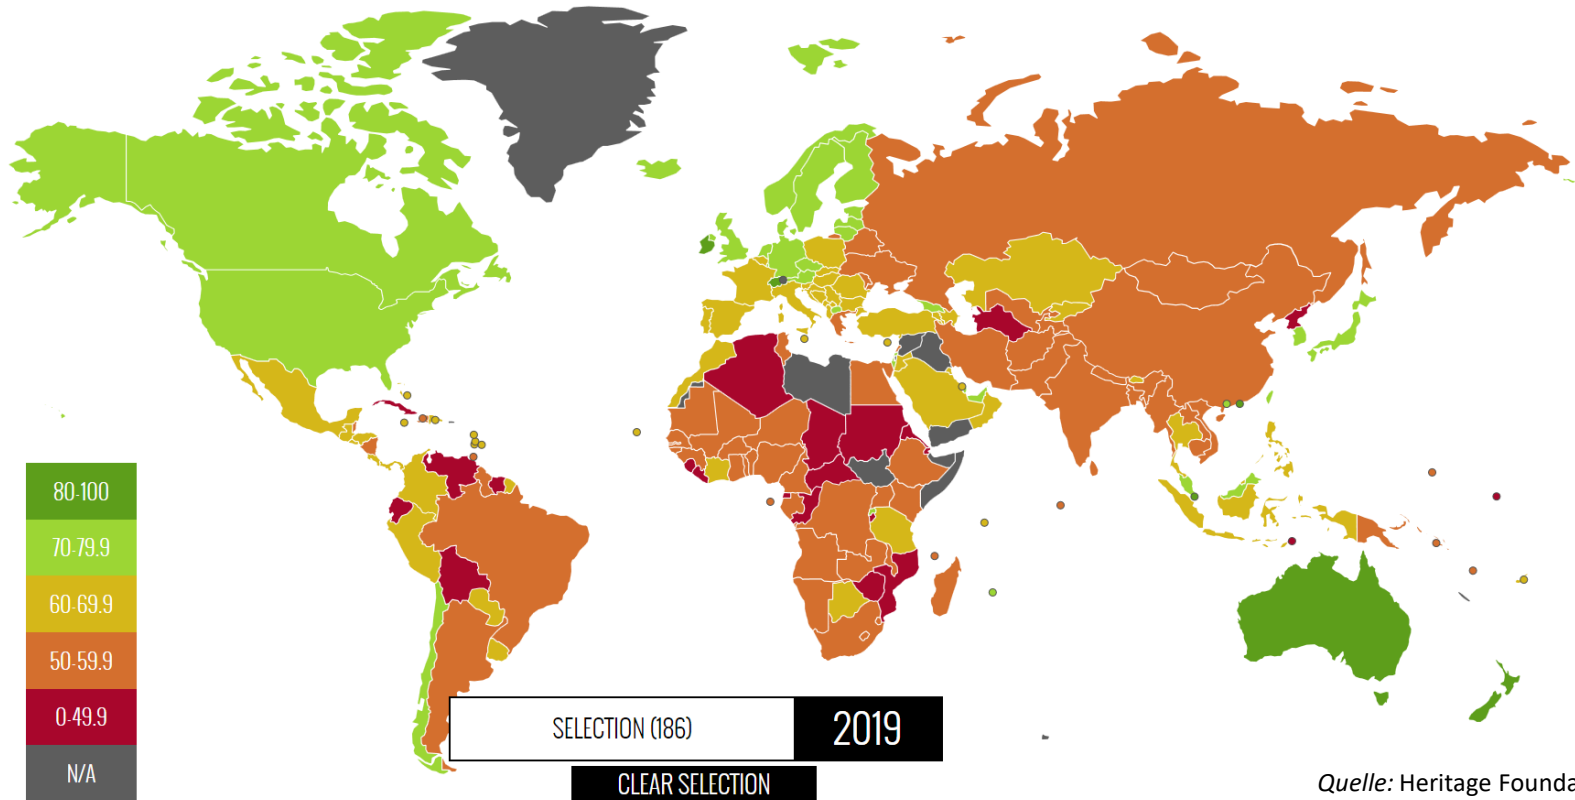 80-100
70-79.9
60-69.9
50-59.9
0-49.9
N/A
SELECTION (186)
2019
CLEAR SELECTION
Quelle: Heritage Founda